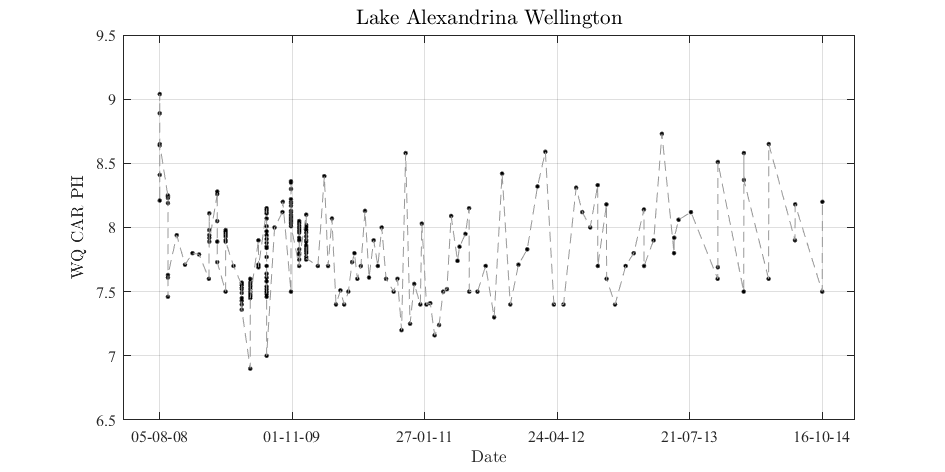 Lake Alexandrina Wellington
WQ CAR PH
9.5
9
8.5
8
7.5
7
6.5
05-08-08 01-11-09 27-01-11 24-04-12 21-07-13 16-10-14
Date